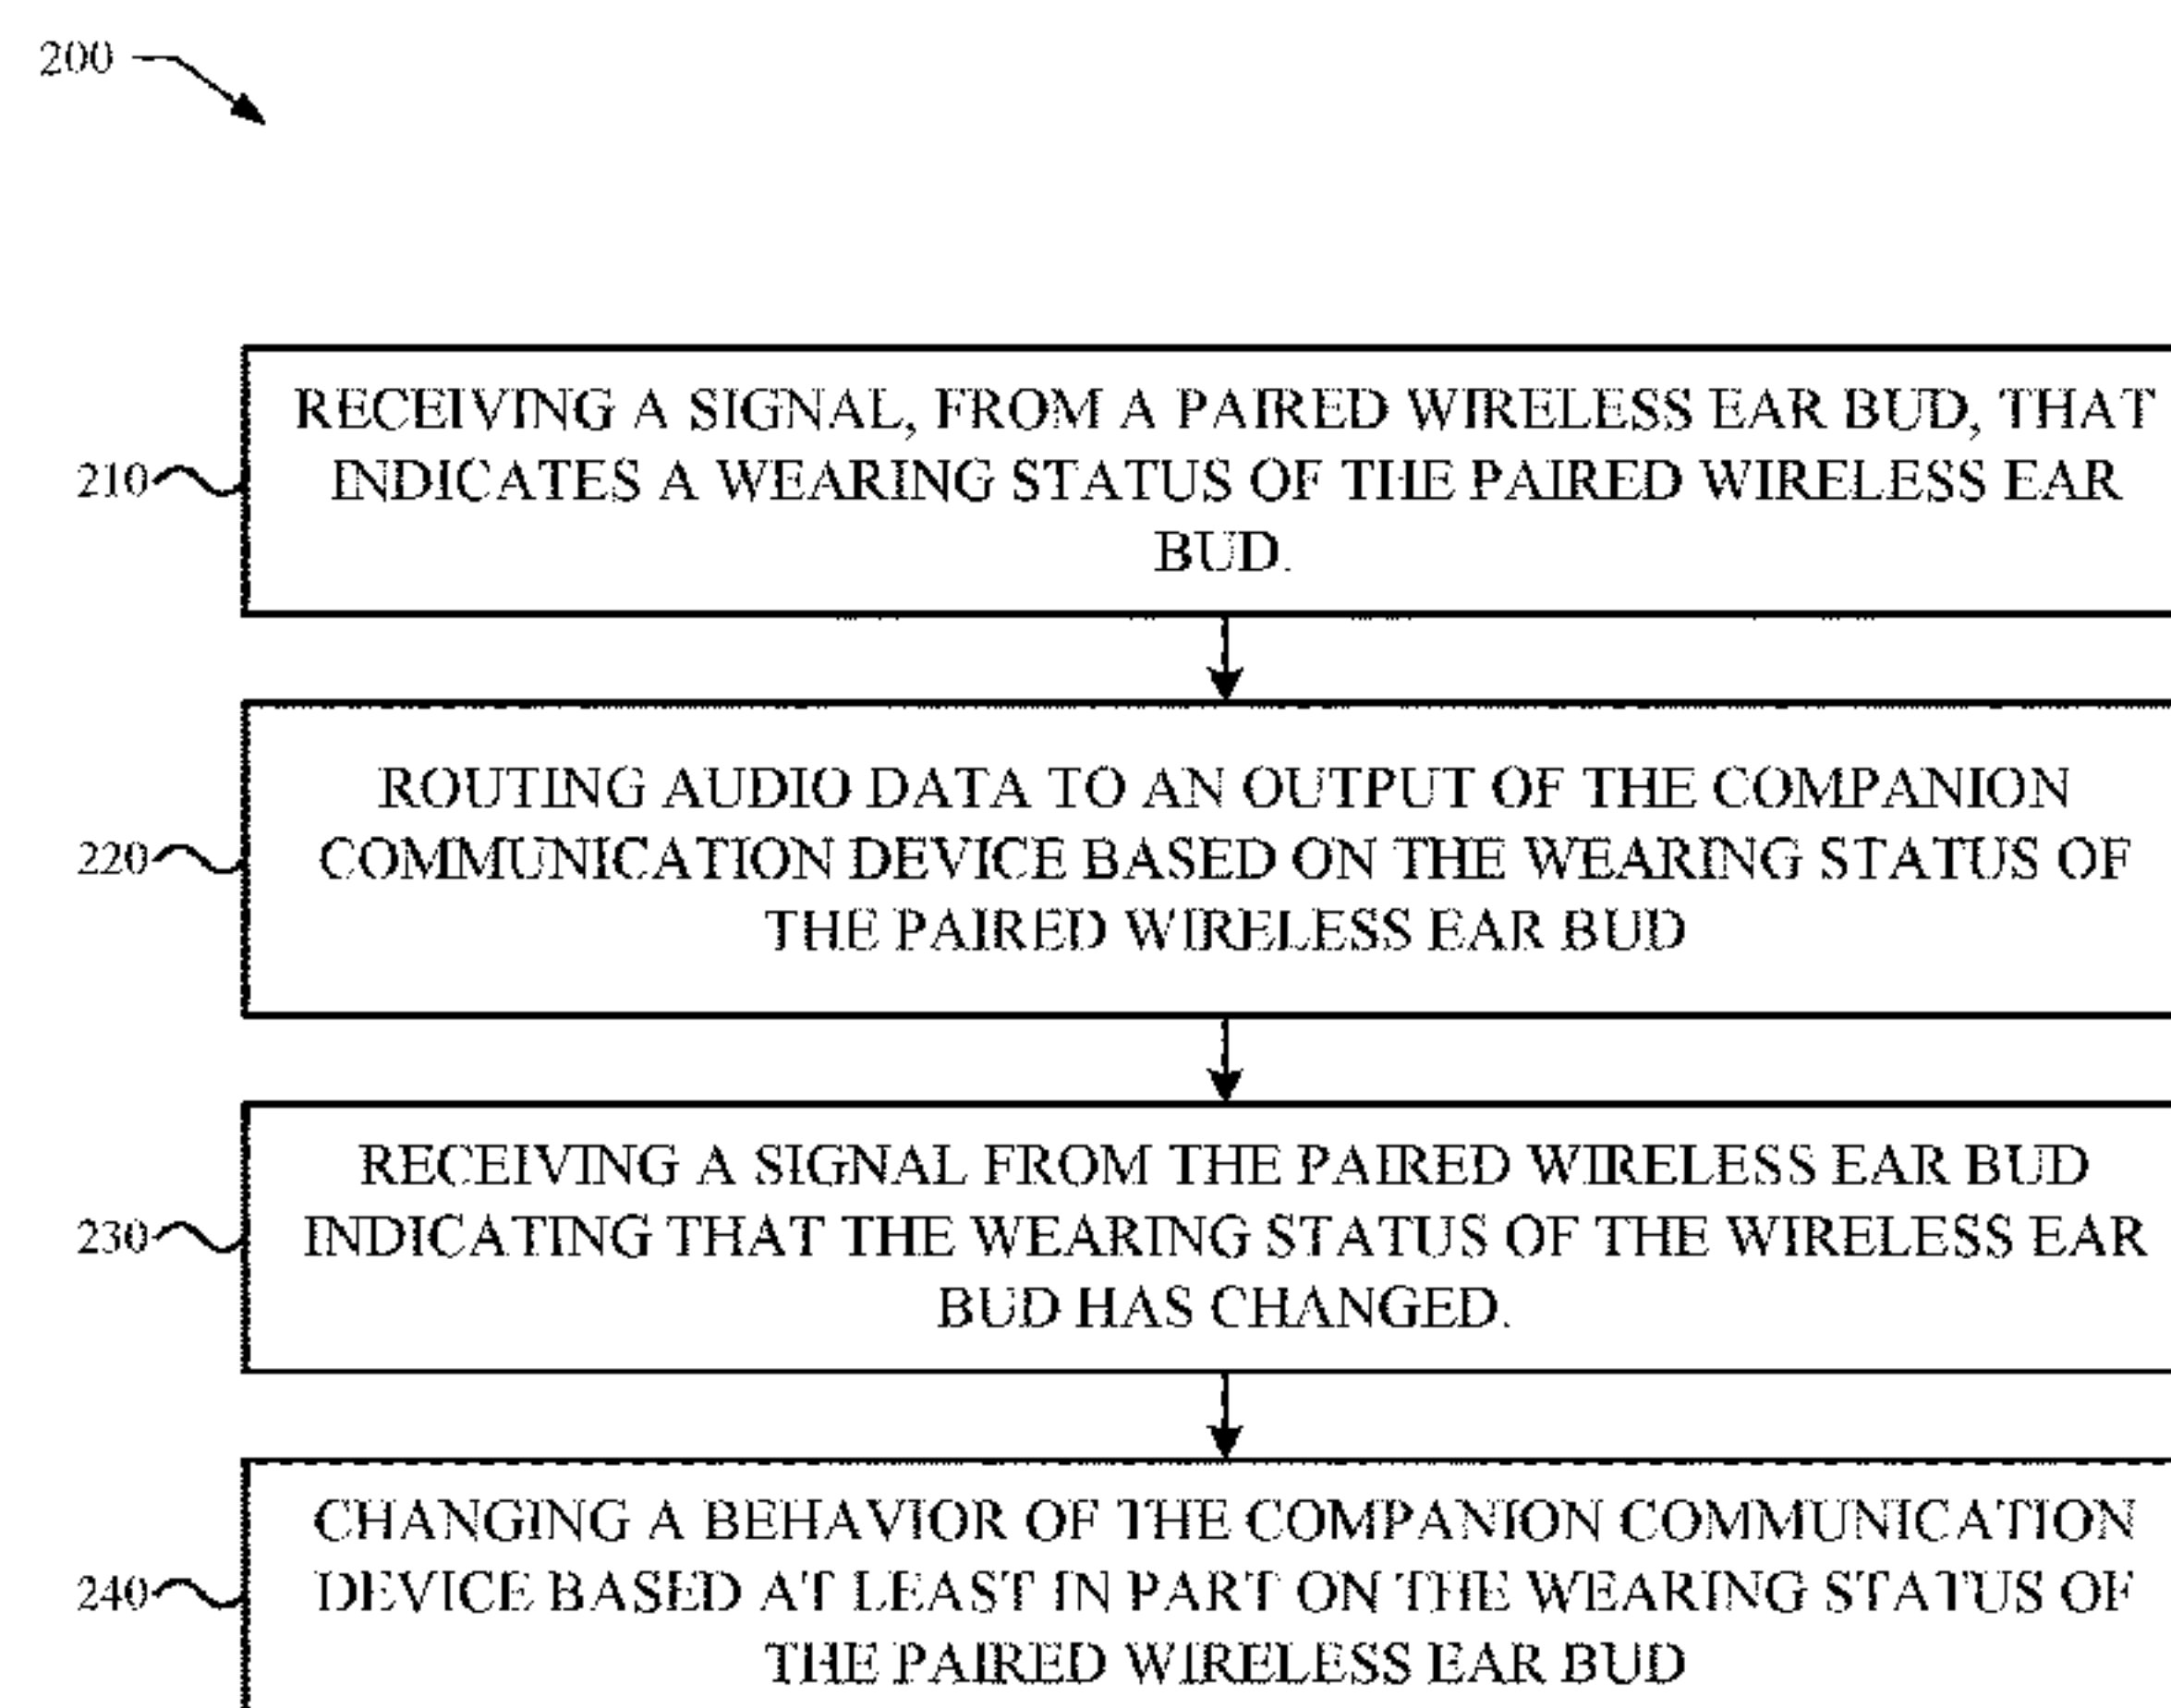 200
RECEIVING A SIGNAL, FROM A PAIRED WIRELESS EAR BUD, THAT
INDICATES A WEARING STATUS OF THE PAIRED WIRELESS EAR
BUD.
210
ROUTING AUDIO DATA TO AN OUTPUT OF THE COMPANION
COMMUNICATION DEVICE BASED ON THE WEARING STATUS OF
THE PAIRED WIRELESS EAR BUD
220
RECEIVING A SIGNAL FROM THE PAIRED WIRELESS EAR BUD
INDICATING THAT THE WEARING STATUS OF THE WIRELESS EAR
BUD HAS CHANGED.
230
CHANGING A BEHAVIOR OF THE COMPANION COMMUNICATION
DEVICE BASED AT LEAST IN PART ON THE WEARING STATUS OF
THE PAIRED WIRELESS EAR BUD
240